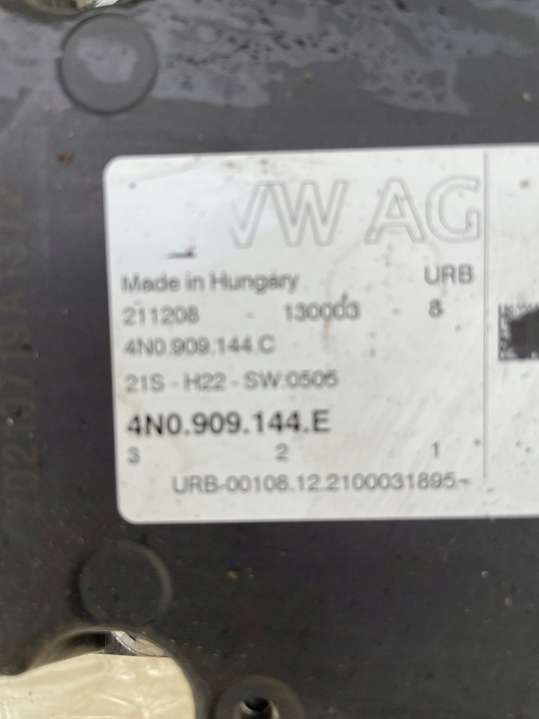 VW AG
Made in Hungary URB
211208 - 130003 - 8
4N0.909.144.C
21S - H22 - SW:0505
4N0.909.144.E
3 2 1
URB-00108.12.2100031895-